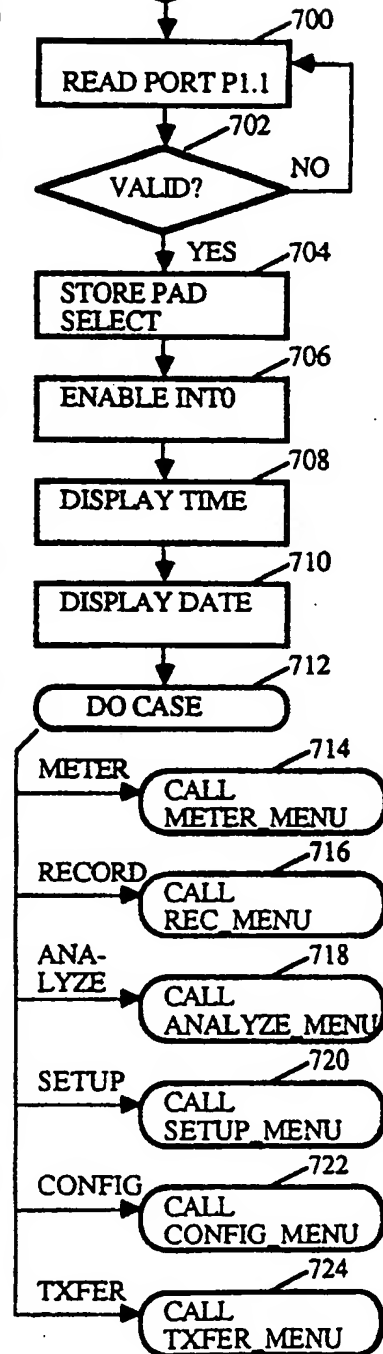 700
READ PORT P1.1
702
VALID?
NO
YES
704
STORE PAD
SELECT
706
ENABLE INT0
708
DISPLAY TIME
710
DISPLAY DATE
712
DO CASE
METER
714
CALL
METER_MENU
RECORD
716
CALL
REC_MENU
ANA-
LYZE
718
CALL
ANALYZE_MENU
SETUP
720
CALL
SETUP_MENU
CONFIG
722
CALL
CONFIG_MENU
TXFER
724
CALL
TXFER_MENU